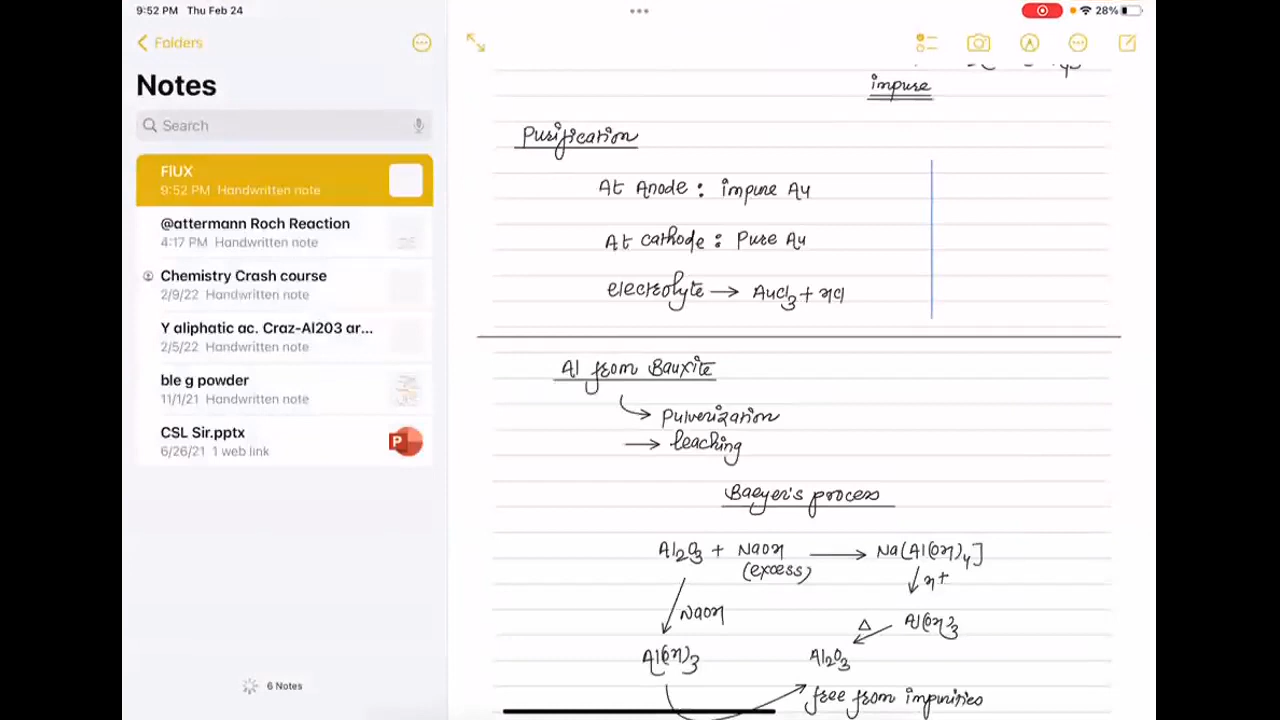 9:52 PM Thu Feb 24
28%
Folders
Notes
Search
FlUX
9:52 PM Handwritten note
@attermann Roch Reaction
4:17 PM Handwritten note
Chemistry Crash course
2/9/22 Handwritten note
Y aliphatic ac. Craz-Al203 ar...
2/5/22 Handwritten note
ble g powder
11/1/21 Handwritten note
CSL Sir.pptx
6/26/21 1 web link
P
6 Notes
impure
Purification
At Anode : impure Au
At cathode : Pure Au
electrolyte → AuCl3 + HCl
Al from Bauxite
Pulverization
→ leaching
Baeyer's process
Al2O3 + NaOH → Na[Al(OH)4]
(excess)
H+
NaOH
Δ Al(OH)3
Al(OH)3 Al2O3
free from impurities